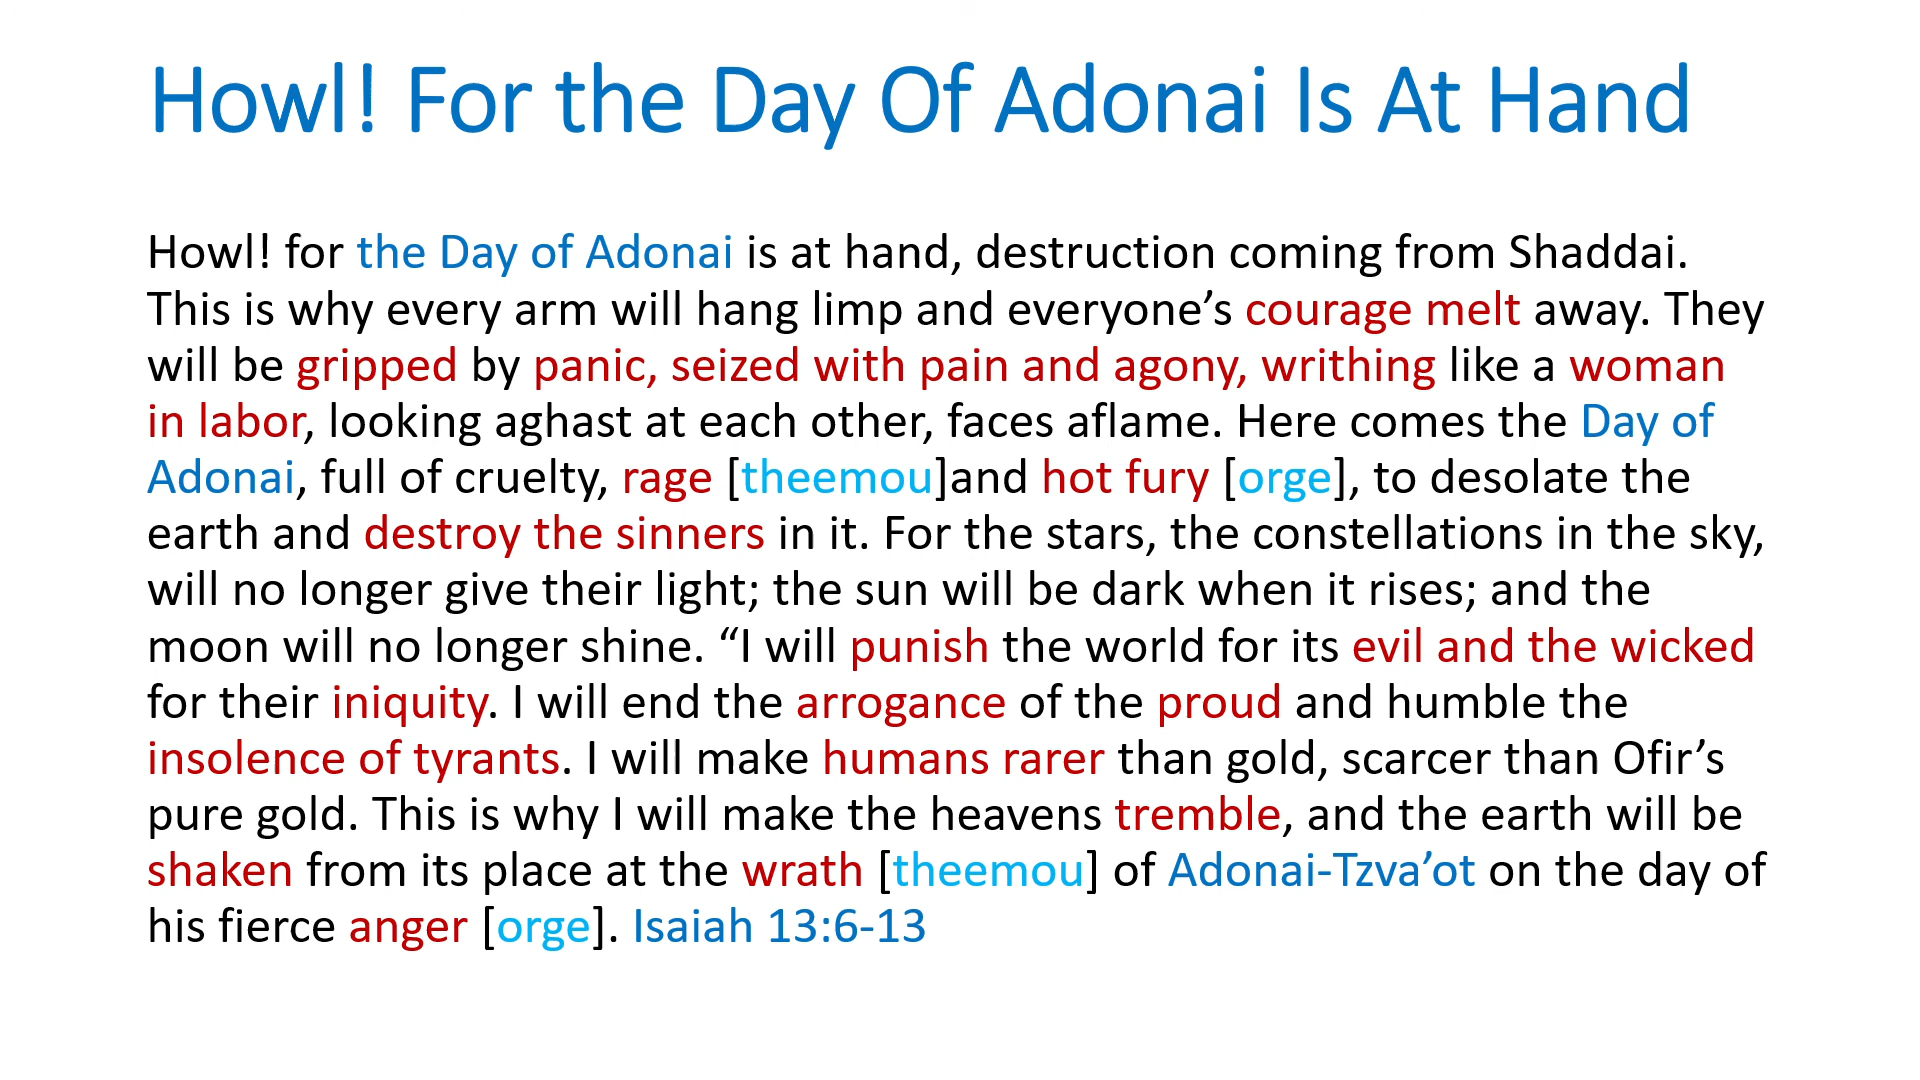 Howl! For the Day Of Adonai Is At Hand
Howl! for the Day of Adonai is at hand, destruction coming from Shaddai.
This is why every arm will hang limp and everyone’s courage melt away. They
will be gripped by panic, seized with pain and agony, writhing like a woman
in labor, looking aghast at each other, faces aflame. Here comes the Day of
Adonai, full of cruelty, rage [theemou]and hot fury [orge], to desolate the
earth and destroy the sinners in it. For the stars, the constellations in the sky,
will no longer give their light; the sun will be dark when it rises; and the
moon will no longer shine. “I will punish the world for its evil and the wicked
for their iniquity. I will end the arrogance of the proud and humble the
insolence of tyrants. I will make humans rarer than gold, scarcer than Ofir’s
pure gold. This is why I will make the heavens tremble, and the earth will be
shaken from its place at the wrath [theemou] of Adonai-Tzva’ot on the day of
his fierce anger [orge]. Isaiah 13:6-13